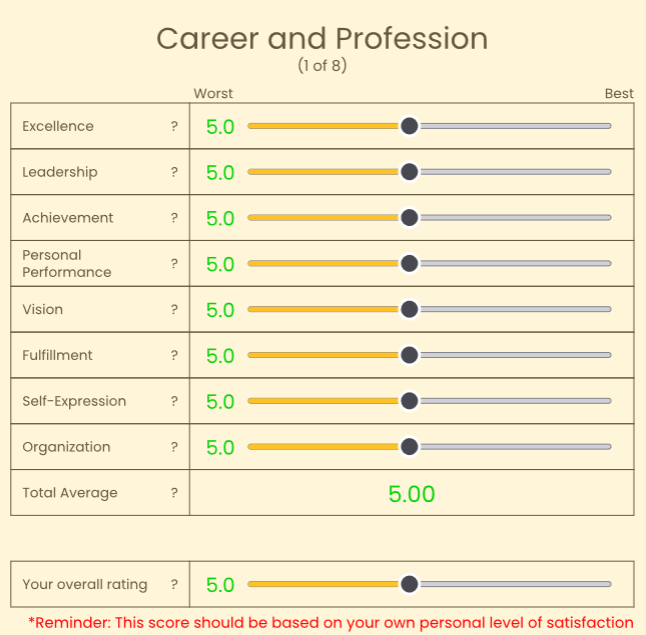 Career and Profession
(1 of 8)
Worst Best
Excellence ? 5.0
Leadership ? 5.0
Achievement ? 5.0
Personal
Performance ? 5.0
Vision ? 5.0
Fulfillment ? 5.0
Self-Expression ? 5.0
Organization ? 5.0
Total Average ? 5.00
Your overall rating ? 5.0
*Reminder: This score should be based on your own personal level of satisfaction